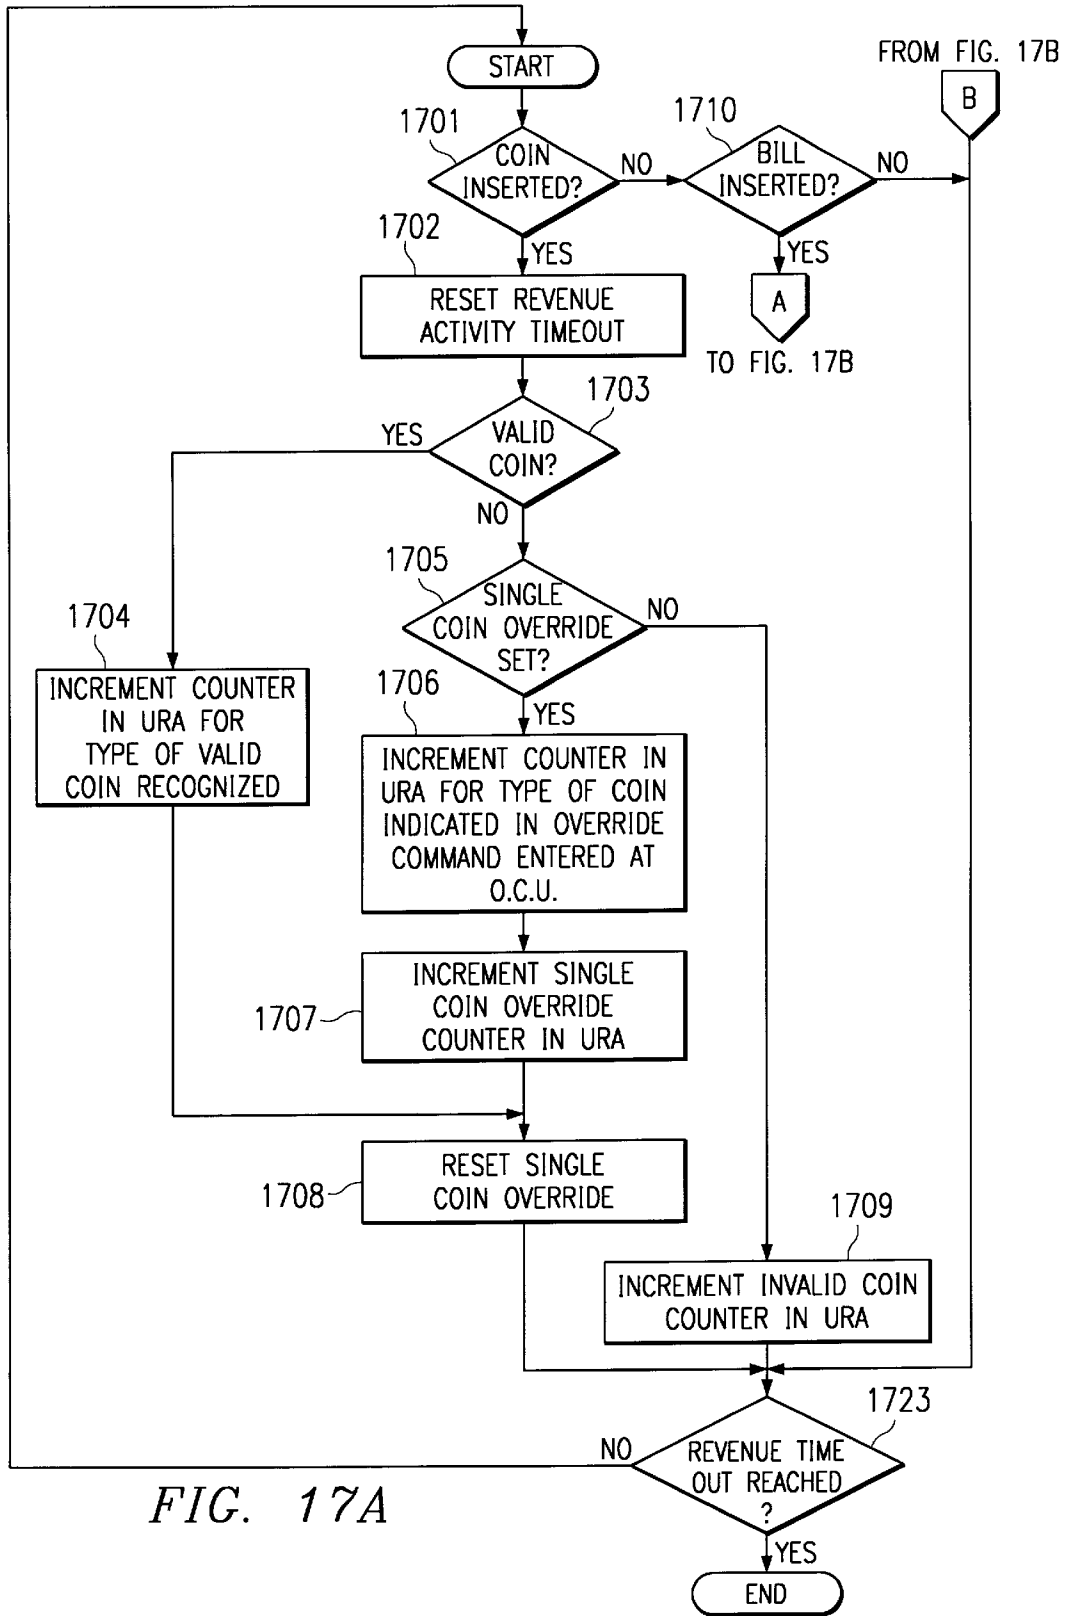 FROM FIG. 17B
B
START
1701
COIN
INSERTED?
NO
1710
BILL
INSERTED?
NO
YES
YES
A
TO FIG. 17B
1702
RESET REVENUE
ACTIVITY TIMEOUT
1703
VALID
COIN?
YES
NO
1705
SINGLE
COIN OVERRIDE
SET?
NO
YES
1704
INCREMENT COUNTER
IN URA FOR
TYPE OF VALID
COIN RECOGNIZED
1706
INCREMENT COUNTER IN
URA FOR TYPE OF COIN
INDICATED IN OVERRIDE
COMMAND ENTERED AT
O.C.U.
1707
INCREMENT SINGLE
COIN OVERRIDE
COUNTER IN URA
1708
RESET SINGLE
COIN OVERRIDE
1709
INCREMENT INVALID COIN
COUNTER IN URA
1723
REVENUE TIME
OUT REACHED
?
NO
YES
END
FIG. 17A